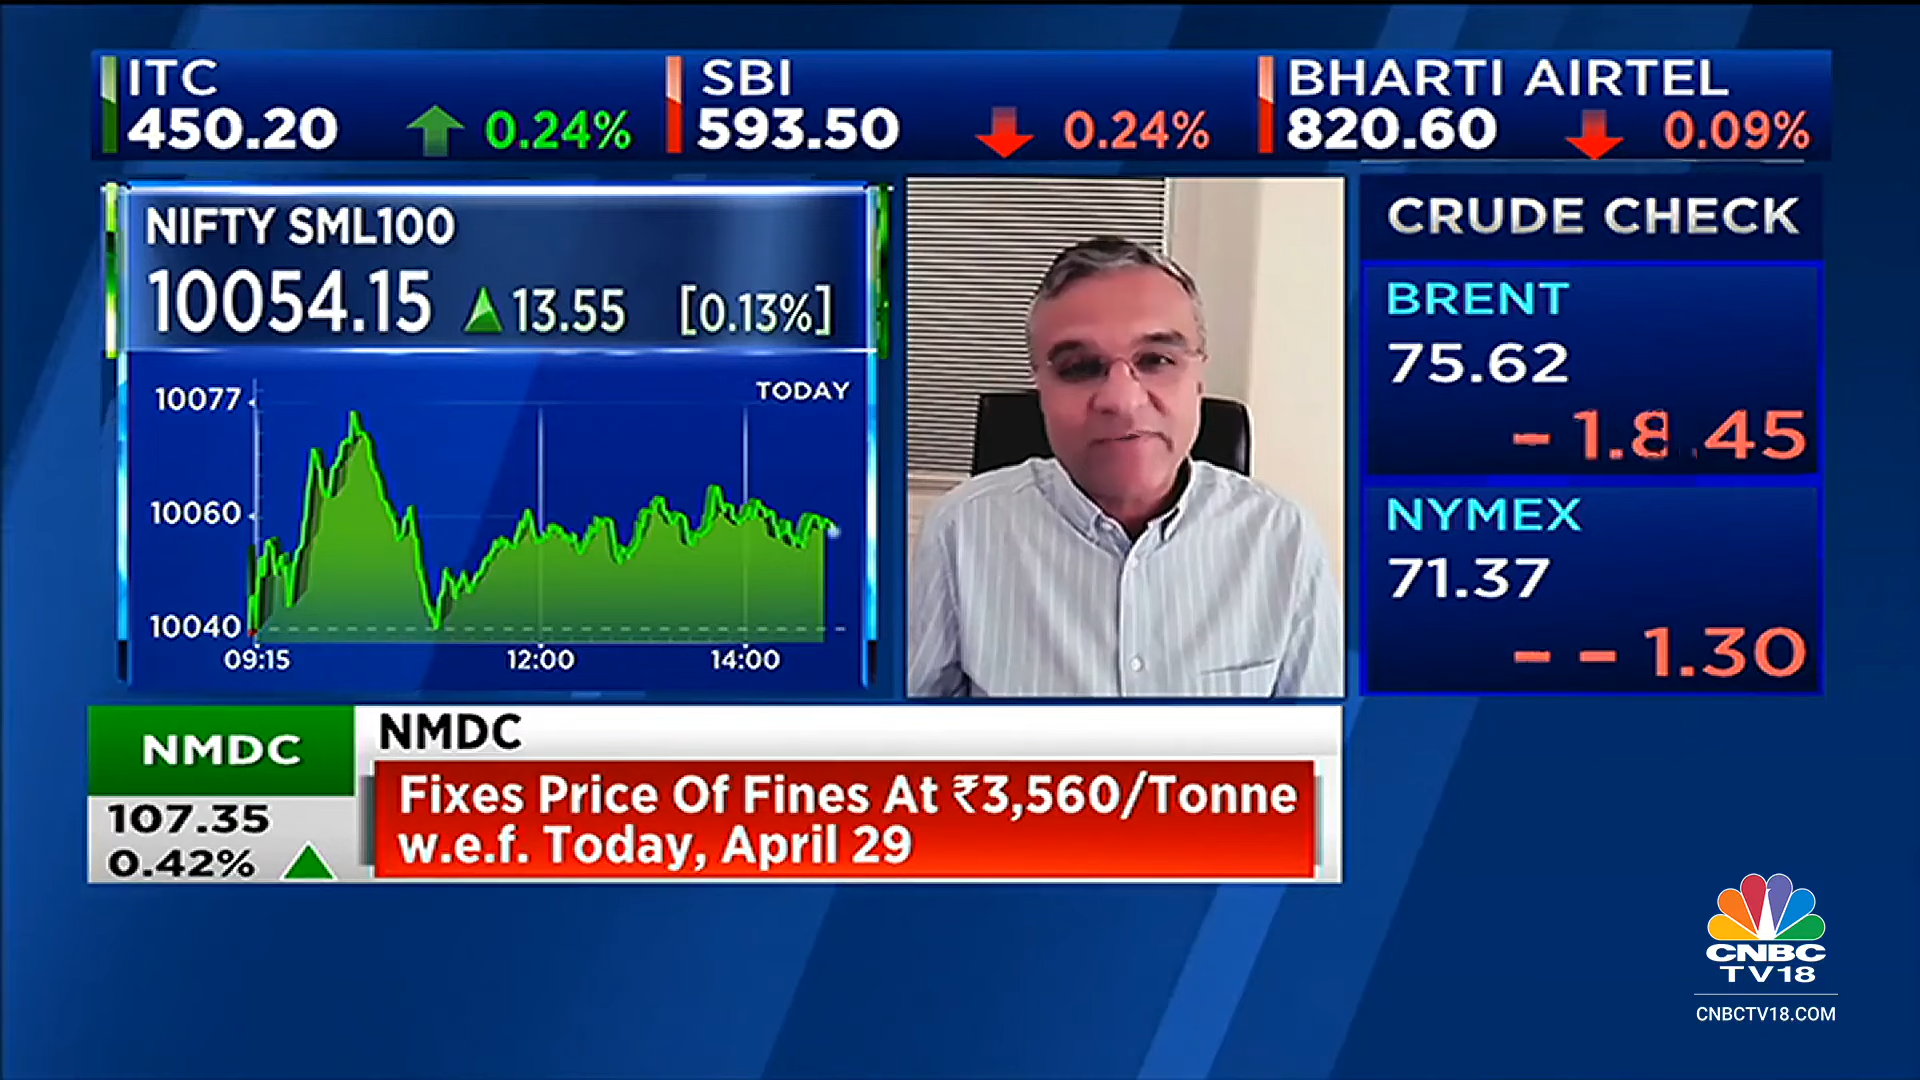 ITC
450.20
0.24%
SBI
593.50
0.24%
BHARTI AIRTEL
820.60
0.09%
NIFTY SML100
10054.15
13.55
[0.13%]
TODAY
10077
10060
10040
09:15
12:00
14:00
CRUDE CHECK
BRENT
75.62
NYMEX
71.37
- - 1.30
NMDC
107.35
0.42%
NMDC
Fixes Price Of Fines At ₹3,560/Tonne
w.e.f. Today, April 29
CNBC
TV18
CNBCTV18.COM